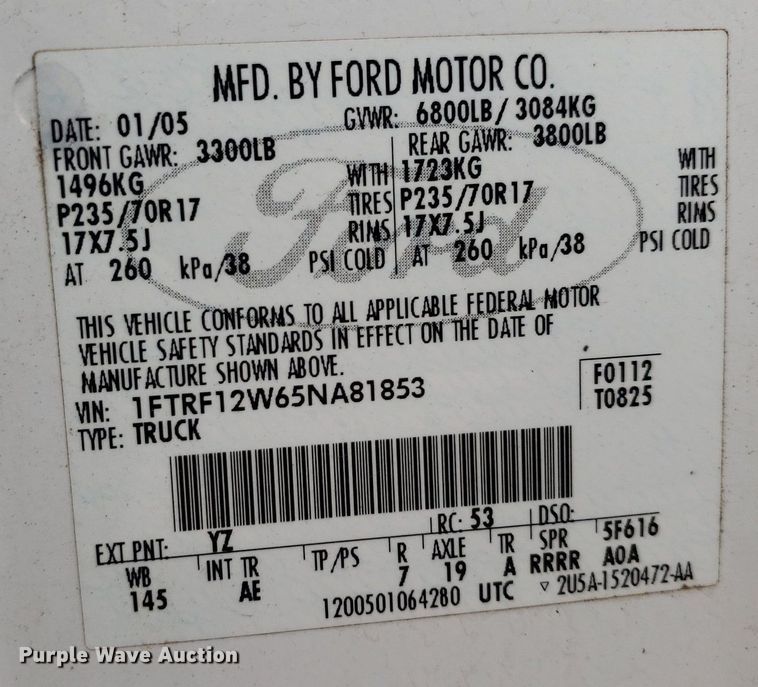 MFD. BY FORD MOTOR CO.
DATE: 01/05 GVWR: 6800LB/ 3084KG
FRONT GAWR: 3300LB REAR GAWR: 3800LB
1496KG WITH 1723KG WITH
P235/70R17 TIRES P235/70R17 TIRES
17X7.5J RIMS 17X7.5J RIMS
AT 260 kPa/38 PSI COLD AT 260 kPa/38 PSI COLD
Ford
THIS VEHICLE CONFORMS TO ALL APPLICABLE FEDERAL MOTOR
VEHICLE SAFETY STANDARDS IN EFFECT ON THE DATE OF
MANUFACTURE SHOWN ABOVE.
VIN: 1FTRF12W65NA81853 F0112
TYPE: TRUCK T0825
EXT PNT: YZ RC: 53 DSO:
WB INT TR TP/PS R AXLE TR SPR 5F616
145 AE 7 19 A RRRR A0A
1200501064280 UTC ▽ 2U5A-1520472-AA
Purple Wave Auction